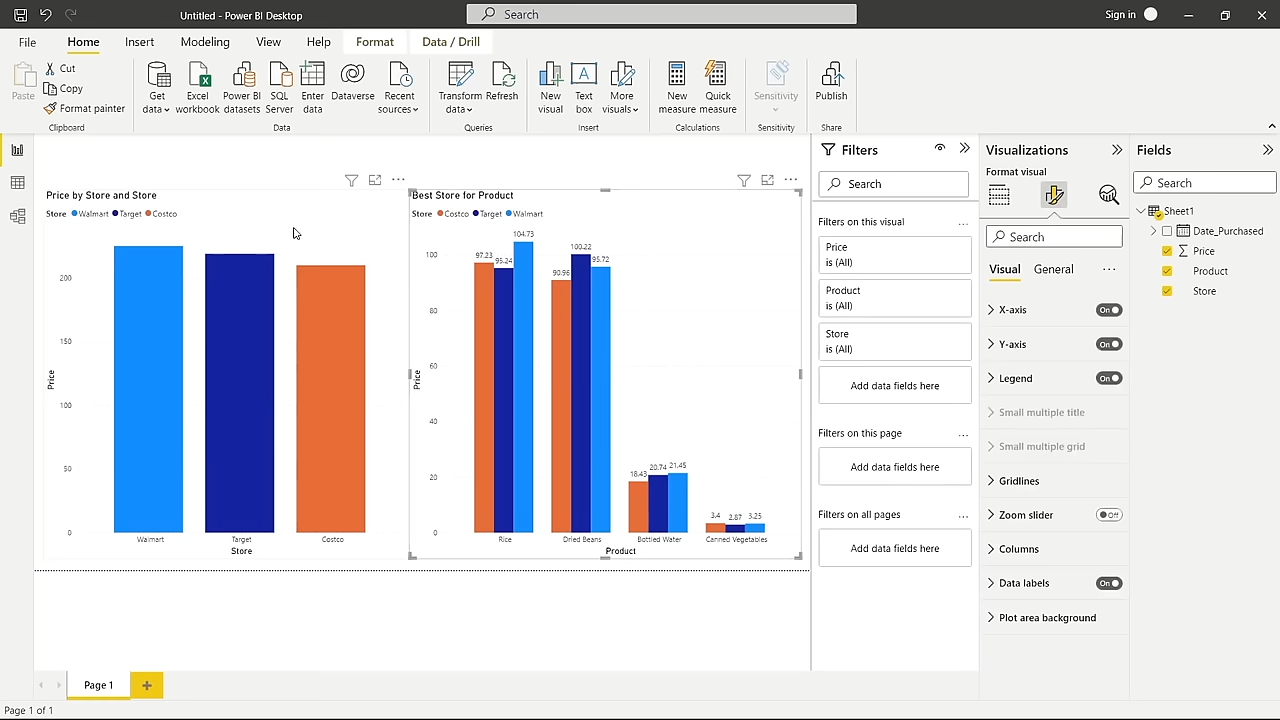 Untitled - Power BI Desktop
Search
Sign in
File
Home
Insert
Modeling
View
Help
Format
Data / Drill
Paste
Cut
Copy
Format painter
Clipboard
Get data
Excel workbook
Power BI datasets
SQL Server
Enter data
Dataverse
Recent sources
Data
Transform data
Refresh
Queries
New visual
A
Text box
More visuals
Insert
New measure
Quick measure
Calculations
Sensitivity
Sensitivity
Publish
Share
Price by Store and Store
Store Walmart Target Costco
200
150
100
50
0
Price
Walmart
Target
Costco
Store
Best Store for Product
Store Costco Target Walmart
100
80
60
40
20
0
Price
97.23
95.24
104.73
90.96
100.22
95.72
18.43
20.74
21.45
3.4
2.87
3.25
Rice
Dried Beans
Bottled Water
Canned Vegetables
Product
Filters
Search
Filters on this visual
Price
is (All)
Product
is (All)
Store
is (All)
Add data fields here
Filters on this page
Add data fields here
Filters on all pages
Add data fields here
Visualizations
Format visual
Search
Visual
General
X-axis On
Y-axis On
Legend On
Small multiple title
Small multiple grid
Gridlines
Zoom slider Off
Columns
Data labels On
Plot area background
Fields
Search
Sheet1
Date_Purchased
Price
Product
Store
Page 1
Page 1 of 1